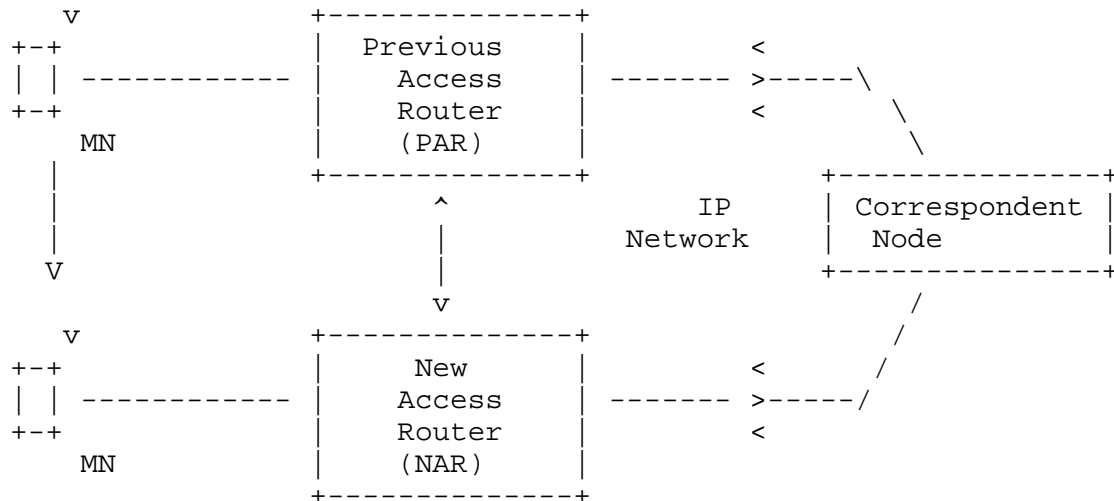 v
Previous
Access
Router
(PAR)
MN
IP
Network
Correspondent
Node
V
v
v
New
Access
Router
(NAR)
MN